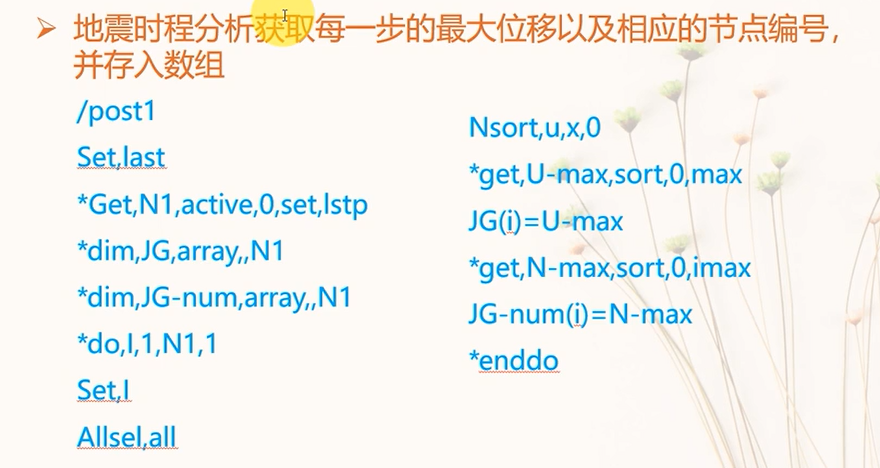 地震时程分析获取每一步的最大位移以及相应的节点编号，
并存入数组
/post1
Set,last
*Get,N1,active,0,set,lstp
*dim,JG,array,,N1
*dim,JG-num,array,,N1
*do,I,1,N1,1
Set,I
Allsel,all
Nsort,u,x,0
*get,U-max,sort,0,max
JG(i)=U-max
*get,N-max,sort,0,imax
JG-num(i)=N-max
*enddo